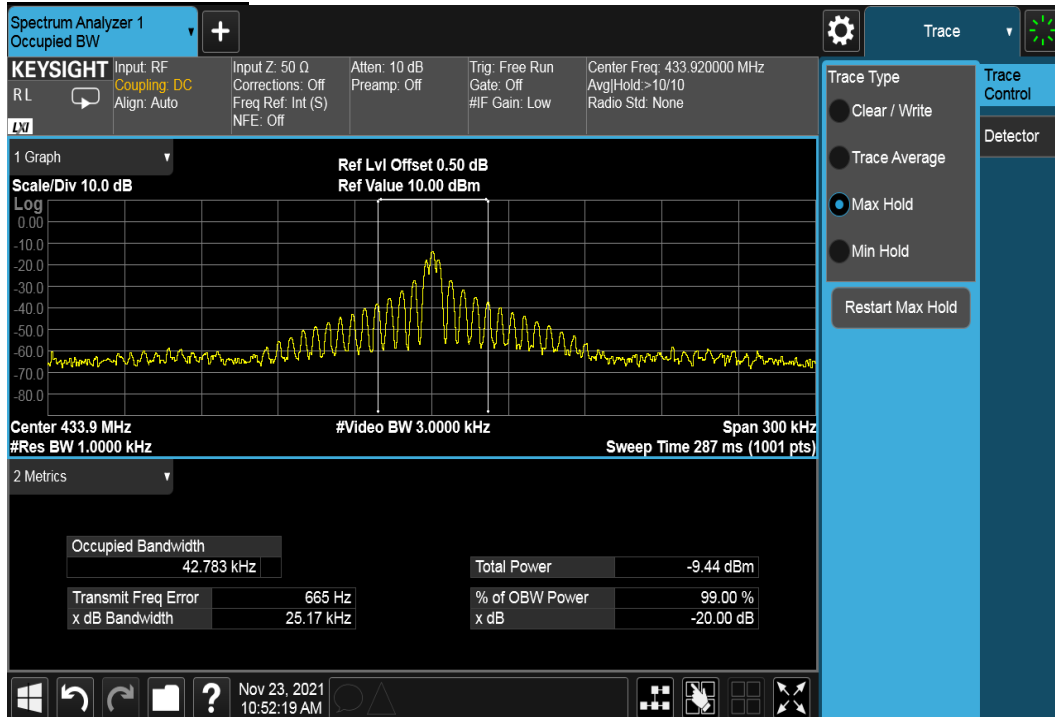 Spectrum Analyzer 1
Occupied BW
+
Trace
KEYSIGHT
RL
LXI
Input: RF
Coupling: DC
Align: Auto
Input Z: 50 Ω
Corrections: Off
Freq Ref: Int (S)
NFE: Off
Atten: 10 dB
Preamp: Off
Trig: Free Run
Gate: Off
#IF Gain: Low
Center Freq: 433.920000 MHz
Avg|Hold:>10/10
Radio Std: None
Trace Type
Clear / Write
Trace Average
Max Hold
Min Hold
Restart Max Hold
Trace
Control
Detector
1 Graph
Scale/Div 10.0 dB
Ref Lvl Offset 0.50 dB
Ref Value 10.00 dBm
Log
0.00
-10.0
-20.0
-30.0
-40.0
-50.0
-60.0
-70.0
-80.0
Center 433.9 MHz
#Res BW 1.0000 kHz
#Video BW 3.0000 kHz
Span 300 kHz
Sweep Time 287 ms (1001 pts)
2 Metrics
Occupied Bandwidth
42.783 kHz
Transmit Freq Error 665 Hz
x dB Bandwidth 25.17 kHz
Total Power -9.44 dBm
% of OBW Power 99.00 %
x dB -20.00 dB
?
Nov 23, 2021
10:52:19 AM